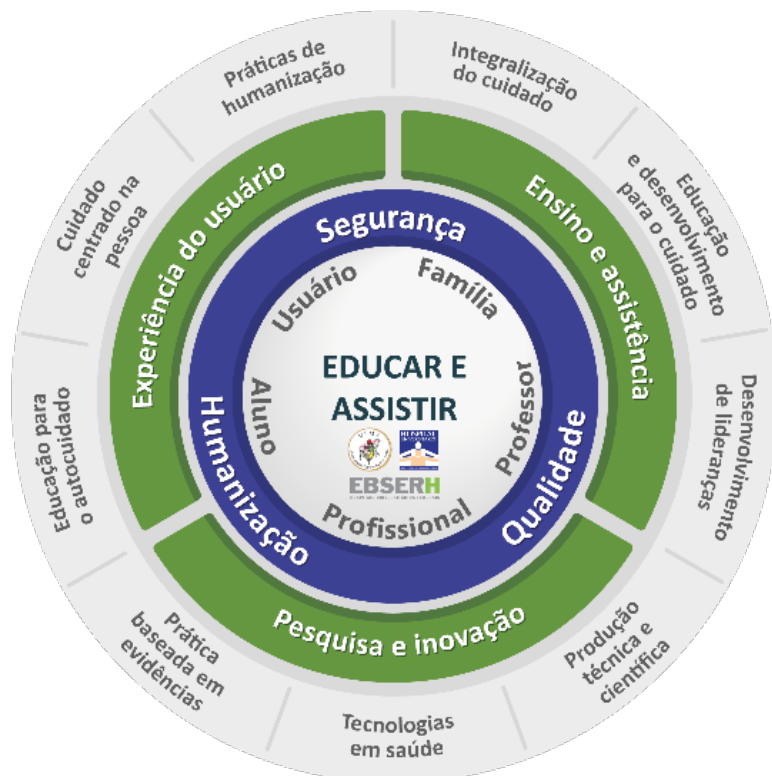 Práticas de
humanização
Integralização
do cuidado
Educação
e desenvolvimento
para o cuidado
Desenvolvimento
de lideranças
Produção
técnica e
científica
Tecnologias
em saúde
Prática
baseada em
evidências
Educação para
o autocuidado
Cuidado
centrado na
pessoa
Experiência do usuário
Ensino e assistência
Pesquisa e inovação
Segurança
Qualidade
Humanização
Usuário
Família
Professor
Profissional
Aluno
EDUCAR E
ASSISTIR
HOSPITAL
EBSERH